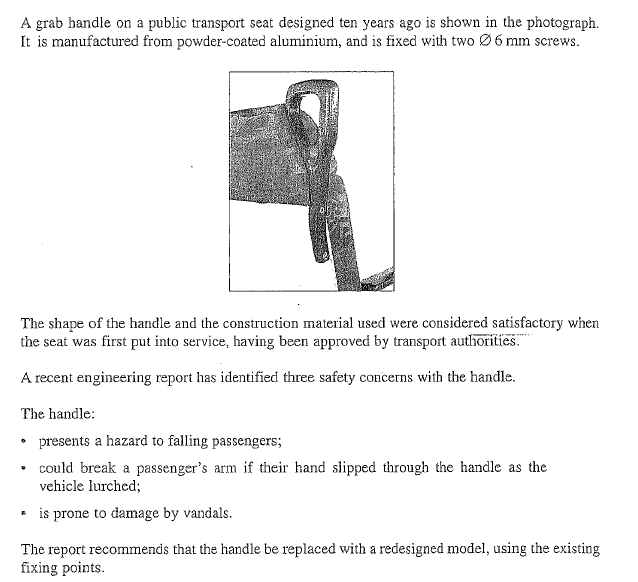 A grab handle on a public transport seat designed ten years ago is shown in the photograph.
It is manufactured from powder-coated aluminium, and is fixed with two Ø 6 mm screws.
The shape of the handle and the construction material used were considered satisfactory when
the seat was first put into service, having been approved by transport authorities.
A recent engineering report has identified three safety concerns with the handle.
The handle:
• presents a hazard to falling passengers;
• could break a passenger's arm if their hand slipped through the handle as the
vehicle lurched;
• is prone to damage by vandals.
The report recommends that the handle be replaced with a redesigned model, using the existing
fixing points.